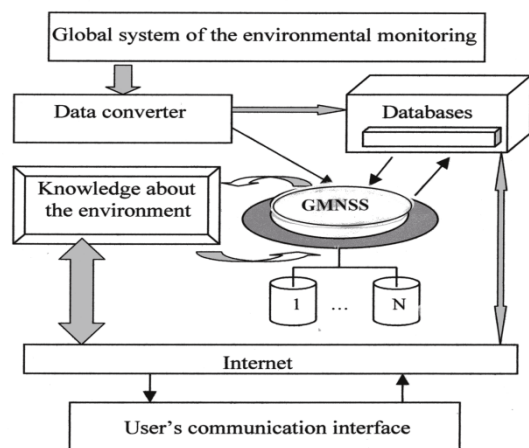 Global system of the environmental monitoring
Data converter
Databases
Knowledge about
the environment
GMNSS
1 ... N
Internet
User's communication interface